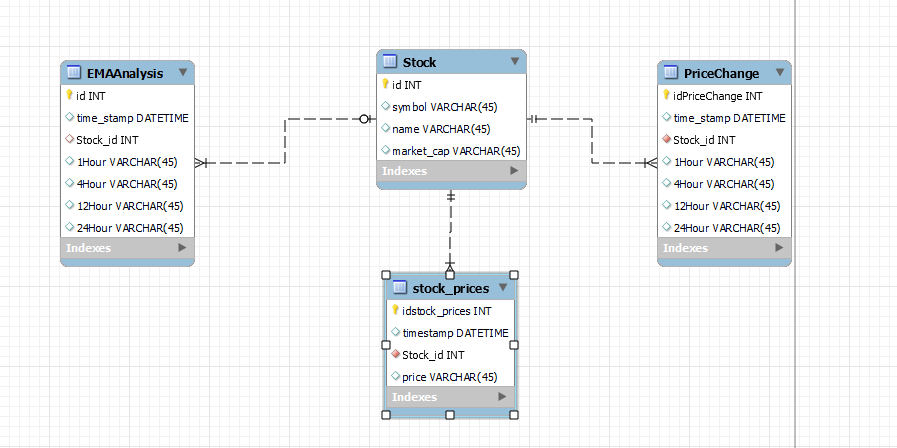 EMAAnalysis
id INT
time_stamp DATETIME
Stock_id INT
1Hour VARCHAR(45)
4Hour VARCHAR(45)
12Hour VARCHAR(45)
24Hour VARCHAR(45)
Indexes
Stock
id INT
symbol VARCHAR(45)
name VARCHAR(45)
market_cap VARCHAR(45)
Indexes
PriceChange
idPriceChange INT
time_stamp DATETIME
Stock_id INT
1Hour VARCHAR(45)
4Hour VARCHAR(45)
12Hour VARCHAR(45)
24Hour VARCHAR(45)
Indexes
stock_prices
idstock_prices INT
timestamp DATETIME
Stock_id INT
price VARCHAR(45)
Indexes